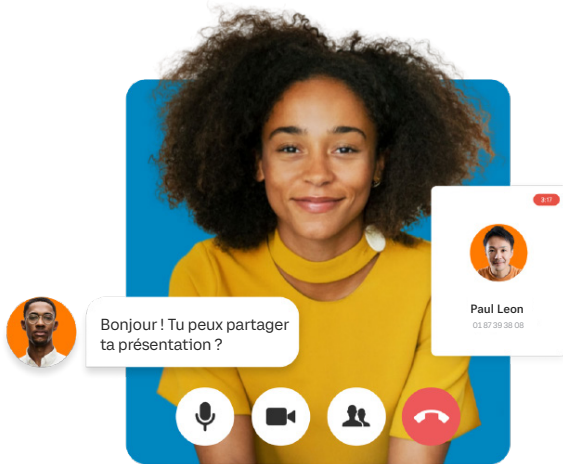 3:17
Paul Leon
01 87 39 38 08
Bonjour ! Tu peux partager
ta présentation ?